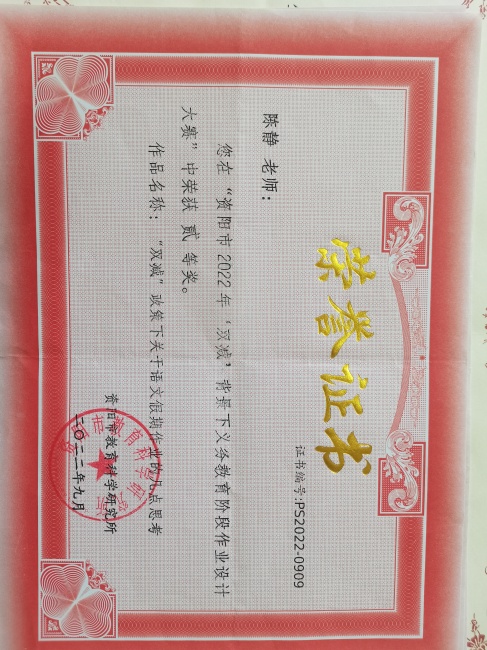 荣誉证书
证书编号:PS2022-0909
陈静 老师：
您在“资阳市2022年‘双减’背景下义务教育阶段作业设计
大赛”中荣获 贰 等奖。
作品名称：“双减”政策下关于语文假期作业的几点思考
资阳市教育科学研究所
二〇二二年九月